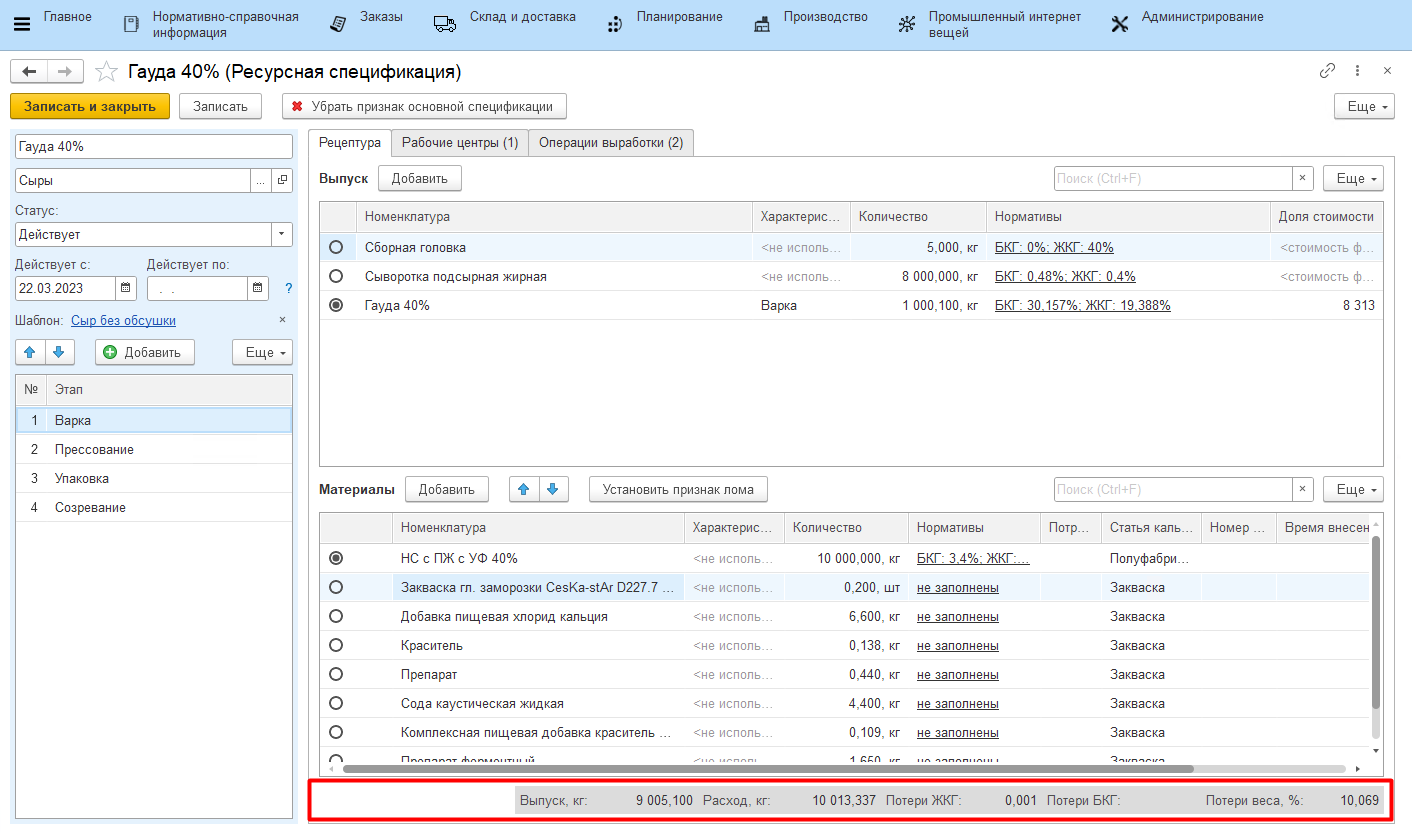 Главное
Нормативно-справочная информация
Заказы
Склад и доставка
Планирование
Производство
Промышленный интернет вещей
Администрирование
Гауда 40% (Ресурсная спецификация)
Записать и закрыть
Записать
Убрать признак основной спецификации
Еще
Гауда 40%
Сыры
...
Статус:
Действует
Действует с:
Действует по:
22.03.2023
. .
?
Шаблон: Сыр без обсушки
Добавить
Еще
№ Этап
1 Варка
2 Прессование
3 Упаковка
4 Созревание
Рецептура
Рабочие центры (1)
Операции выработки (2)
Выпуск
Добавить
Поиск (Ctrl+F)
×
Еще
Номенклатура Характерис... Количество Нормативы Доля стоимости
Сборная головка <не исполь... 5,000, кг БКГ: 0%; ЖКГ: 40% <стоимость ф...
Сыворотка подсырная жирная <не исполь... 8 000,000, кг БКГ: 0,48%; ЖКГ: 0,4% <стоимость ф...
Гауда 40% Варка 1 000,100, кг БКГ: 30,157%; ЖКГ: 19,388% 8 313
Материалы
Добавить
Установить признак лома
Поиск (Ctrl+F)
×
Еще
Номенклатура Характерис... Количество Нормативы Потр... Статья каль... Номер ... Время внесен
НС с ПЖ с УФ 40% <не исполь... 10 000,000, кг БКГ: 3,4%; ЖКГ:... Полуфабри...
Закваска гл. заморозки CesKa-stAr D227.7 ... <не исполь... 0,200, шт не заполнены Закваска
Добавка пищевая хлорид кальция <не исполь... 6,600, кг не заполнены Закваска
Краситель <не исполь... 0,138, кг не заполнены Закваска
Препарат <не исполь... 0,440, кг не заполнены Закваска
Сода каустическая жидкая <не исполь... 4,400, кг не заполнены Закваска
Комплексная пищевая добавка краситель ... <не исполь... 0,109, кг не заполнены Закваска
Препарат ферментный <не исполь... 1,650, кг не заполнены Закваска
Выпуск, кг: 9 005,100 Расход, кг: 10 013,337 Потери ЖКГ: 0,001 Потери БКГ: Потери веса, %: 10,069